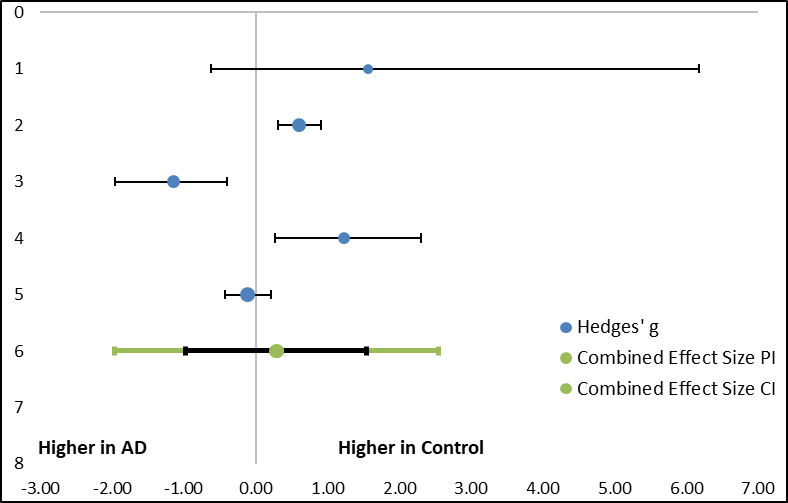 0
1
2
3
4
5
6
7
8
Hedges' g
Combined Effect Size PI
Combined Effect Size CI
Higher in AD Higher in Control
-3.00 -2.00 -1.00 0.00 1.00 2.00 3.00 4.00 5.00 6.00 7.00